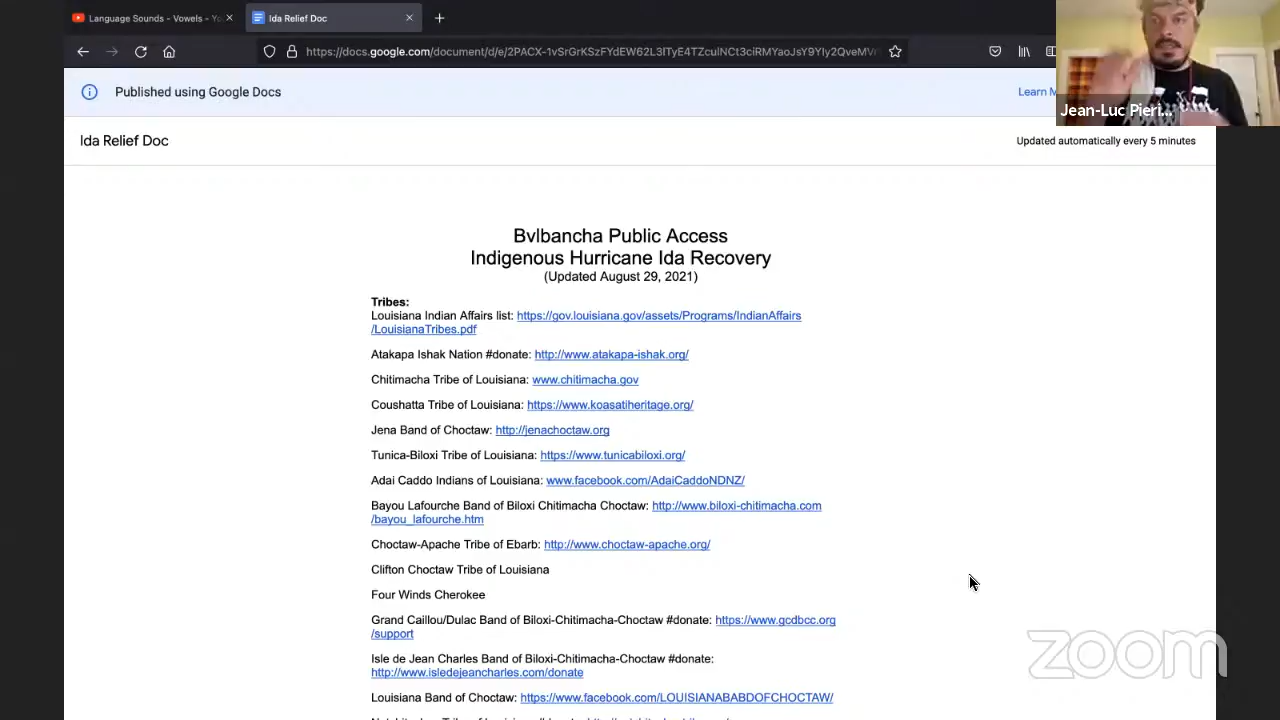 Language Sounds - Vowels - Yo
Ida Relief Doc
https://docs.google.com/document/d/e/2PACX-1vSrGrKSzFYdEW62L3ITyE4TZculNCt3ciRMYaoJsY9YIy2QveMVr
Jean-Luc Pieri...
Published using Google Docs
Learn M
Ida Relief Doc
Updated automatically every 5 minutes
Bvlbancha Public Access
Indigenous Hurricane Ida Recovery
(Updated August 29, 2021)
Tribes:
Louisiana Indian Affairs list: https://gov.louisiana.gov/assets/Programs/IndianAffairs
/LouisianaTribes.pdf
Atakapa Ishak Nation #donate: http://www.atakapa-ishak.org/
Chitimacha Tribe of Louisiana: www.chitimacha.gov
Coushatta Tribe of Louisiana: https://www.koasatiheritage.org/
Jena Band of Choctaw: http://jenachoctaw.org
Tunica-Biloxi Tribe of Louisiana: https://www.tunicabiloxi.org/
Adai Caddo Indians of Louisiana: www.facebook.com/AdaiCaddoNDNZ/
Bayou Lafourche Band of Biloxi Chitimacha Choctaw: http://www.biloxi-chitimacha.com
/bayou_lafourche.htm
Choctaw-Apache Tribe of Ebarb: http://www.choctaw-apache.org/
Clifton Choctaw Tribe of Louisiana
Four Winds Cherokee
Grand Caillou/Dulac Band of Biloxi-Chitimacha-Choctaw #donate: https://www.gcdbcc.org
/support
Isle de Jean Charles Band of Biloxi-Chitimacha-Choctaw #donate:
http://www.isledejeancharles.com/donate
Louisiana Band of Choctaw: https://www.facebook.com/LOUISIANABABDOFCHOCTAW/
zoom